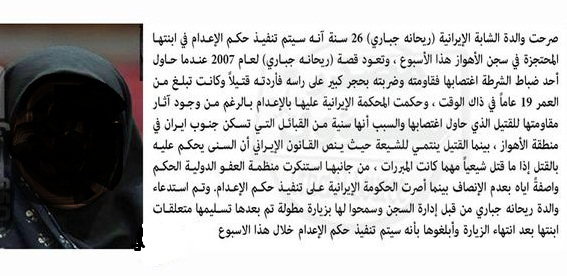 صرحت والدة الشابة الإيرانية (ريحانه جباري) 26 سنة آنه سيتم تنفيذ حكم الإعدام في ابنتها
المحتجزة في سجن الأهواز هذا الأسبوع ، وتعود قصة (ريحانه جباري) لعام 2007 عندما حاول
أحد ضباط الشرطة اغتصابها فقاومته وضربته بحجر كبير على راسه فأردته قتيلاً وكانت تبلغ من
العمر 19 عاماً في ذاك الوقت ، وحكمت المحكمة الإيرانية عليها بالإعدام بالرغم من وجود آثار
مقاومتها للقتيل الذي حاول اغتصابها والسبب أنها سنية من القبائل التي تسكن جنوب ايران في
منطقة الأهواز ، بينما القتيل ينتمي للشيعة حيث ينص القانون الإيراني أن السنى يحكم عليه
بالقتل إذا ما قتل شيعياً مهما كانت المبررات ، من جانبها استنكرت منظمة العفو الدولية الحكم
واصفةً اياه بعدم الإنصاف بينما أصرت الحكومة الإيرانية على تنفيذ حكم الإعدام. وتم استدعاء
والدة ريحانه جباري من قبل إدارة السجن وسمحوا لها بزيارة مطولة تم بعدها تسليمها متعلقات
ابنتها بعد انتهاء الزيارة وأبلغوها بأنه سيتم تنفيذ حكم الإعدام خلال هذا الاسبوع